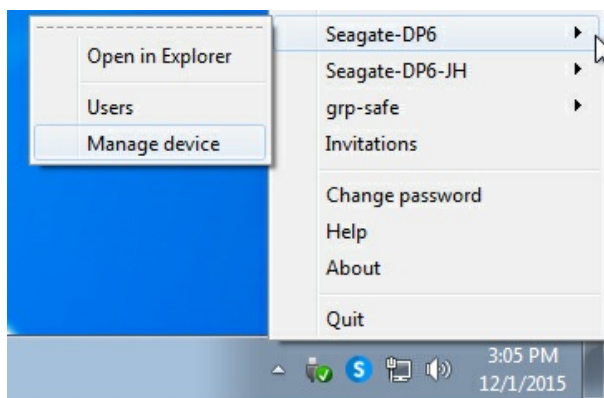 Open in Explorer
Users
Manage device
Seagate-DP6
Seagate-DP6-JH
grp-safe
Invitations
Change password
Help
About
Quit
S
3:05 PM
12/1/2015